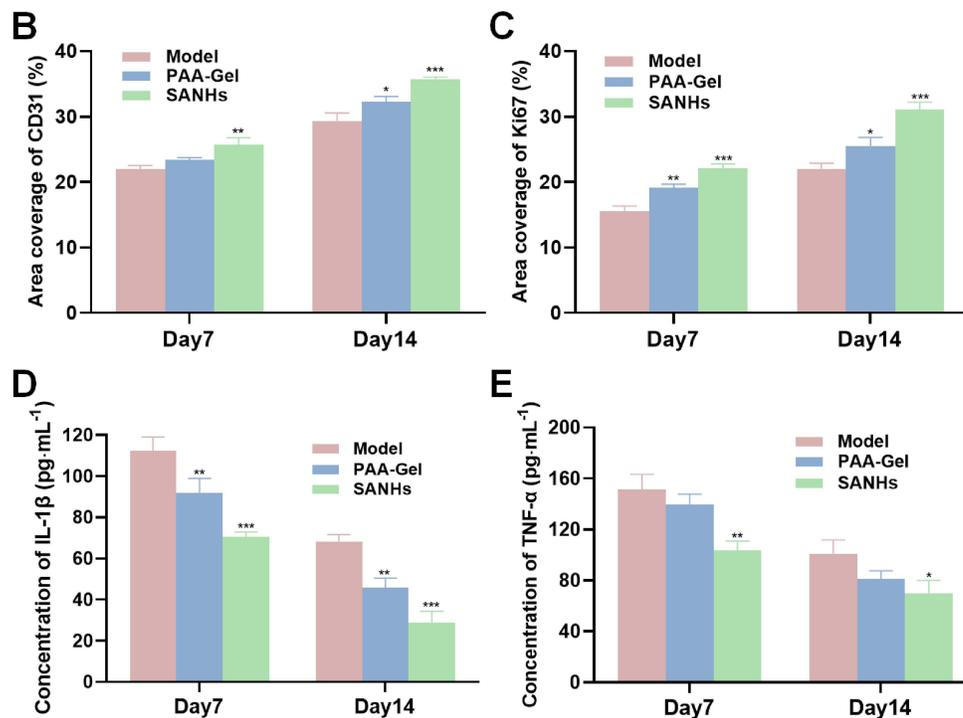 B
Area coverage of CD31 (%)
40
30
20
10
0
Model
PAA-Gel
SANHs
**
*
***
Day7
Day14
C
Area coverage of Ki67 (%)
40
30
20
10
0
Model
PAA-Gel
SANHs
**
***
*
***
Day7
Day14
D
Concentration of IL-1β (pg·mL⁻¹)
120
100
80
60
40
20
0
Model
PAA-Gel
SANHs
**
***
**
***
Day7
Day14
E
Concentration of TNF-α (pg·mL⁻¹)
200
160
120
80
40
0
Model
PAA-Gel
SANHs
**
*
Day7
Day14